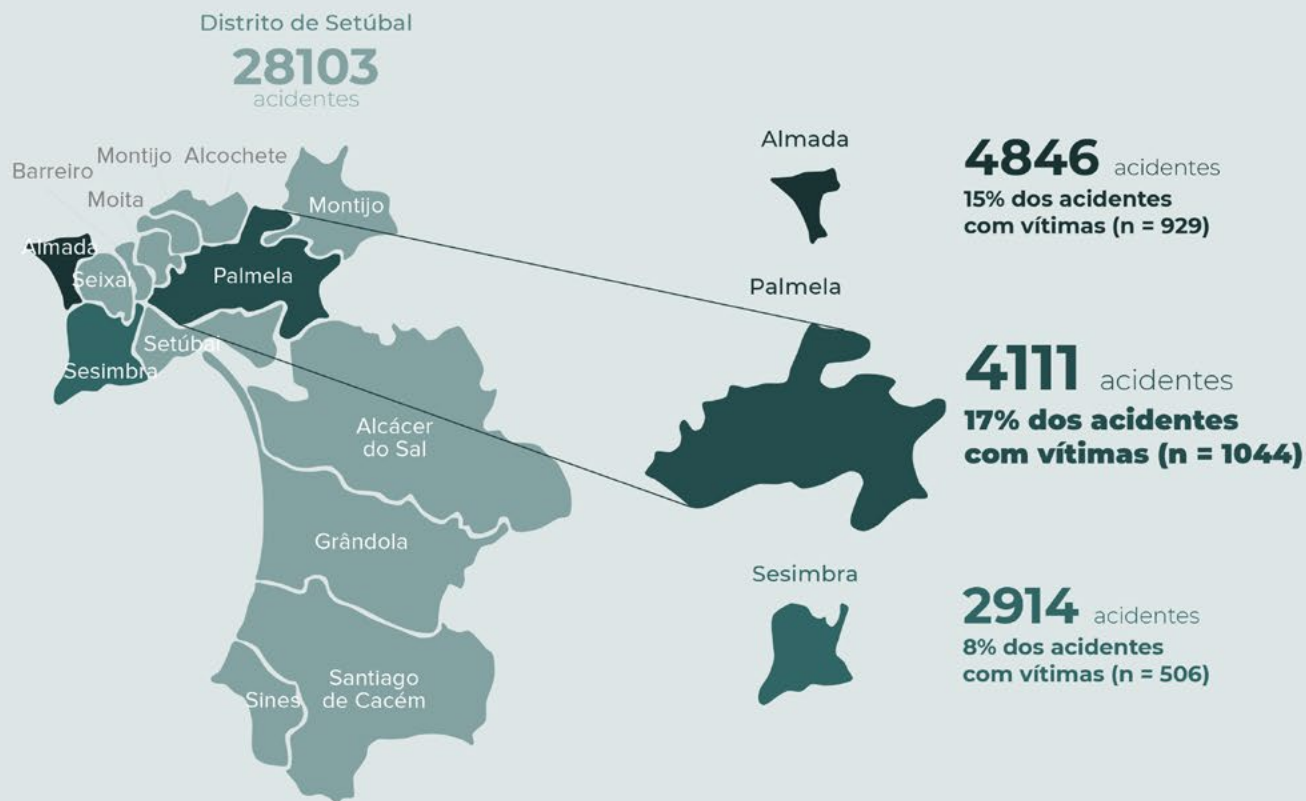 Distrito de Setúbal
28103
acidentes
Barreiro
Montijo
Alcochete
Moita
Montijo
Almada
Seixal
Palmela
Setúbal
Sesimbra
Alcácer
do Sal
Grândola
Santiago
de Cacém
Sines
Almada
4846 acidentes
15% dos acidentes
com vítimas (n = 929)
Palmela
4111 acidentes
17% dos acidentes
com vítimas (n = 1044)
Sesimbra
2914 acidentes
8% dos acidentes
com vítimas (n = 506)